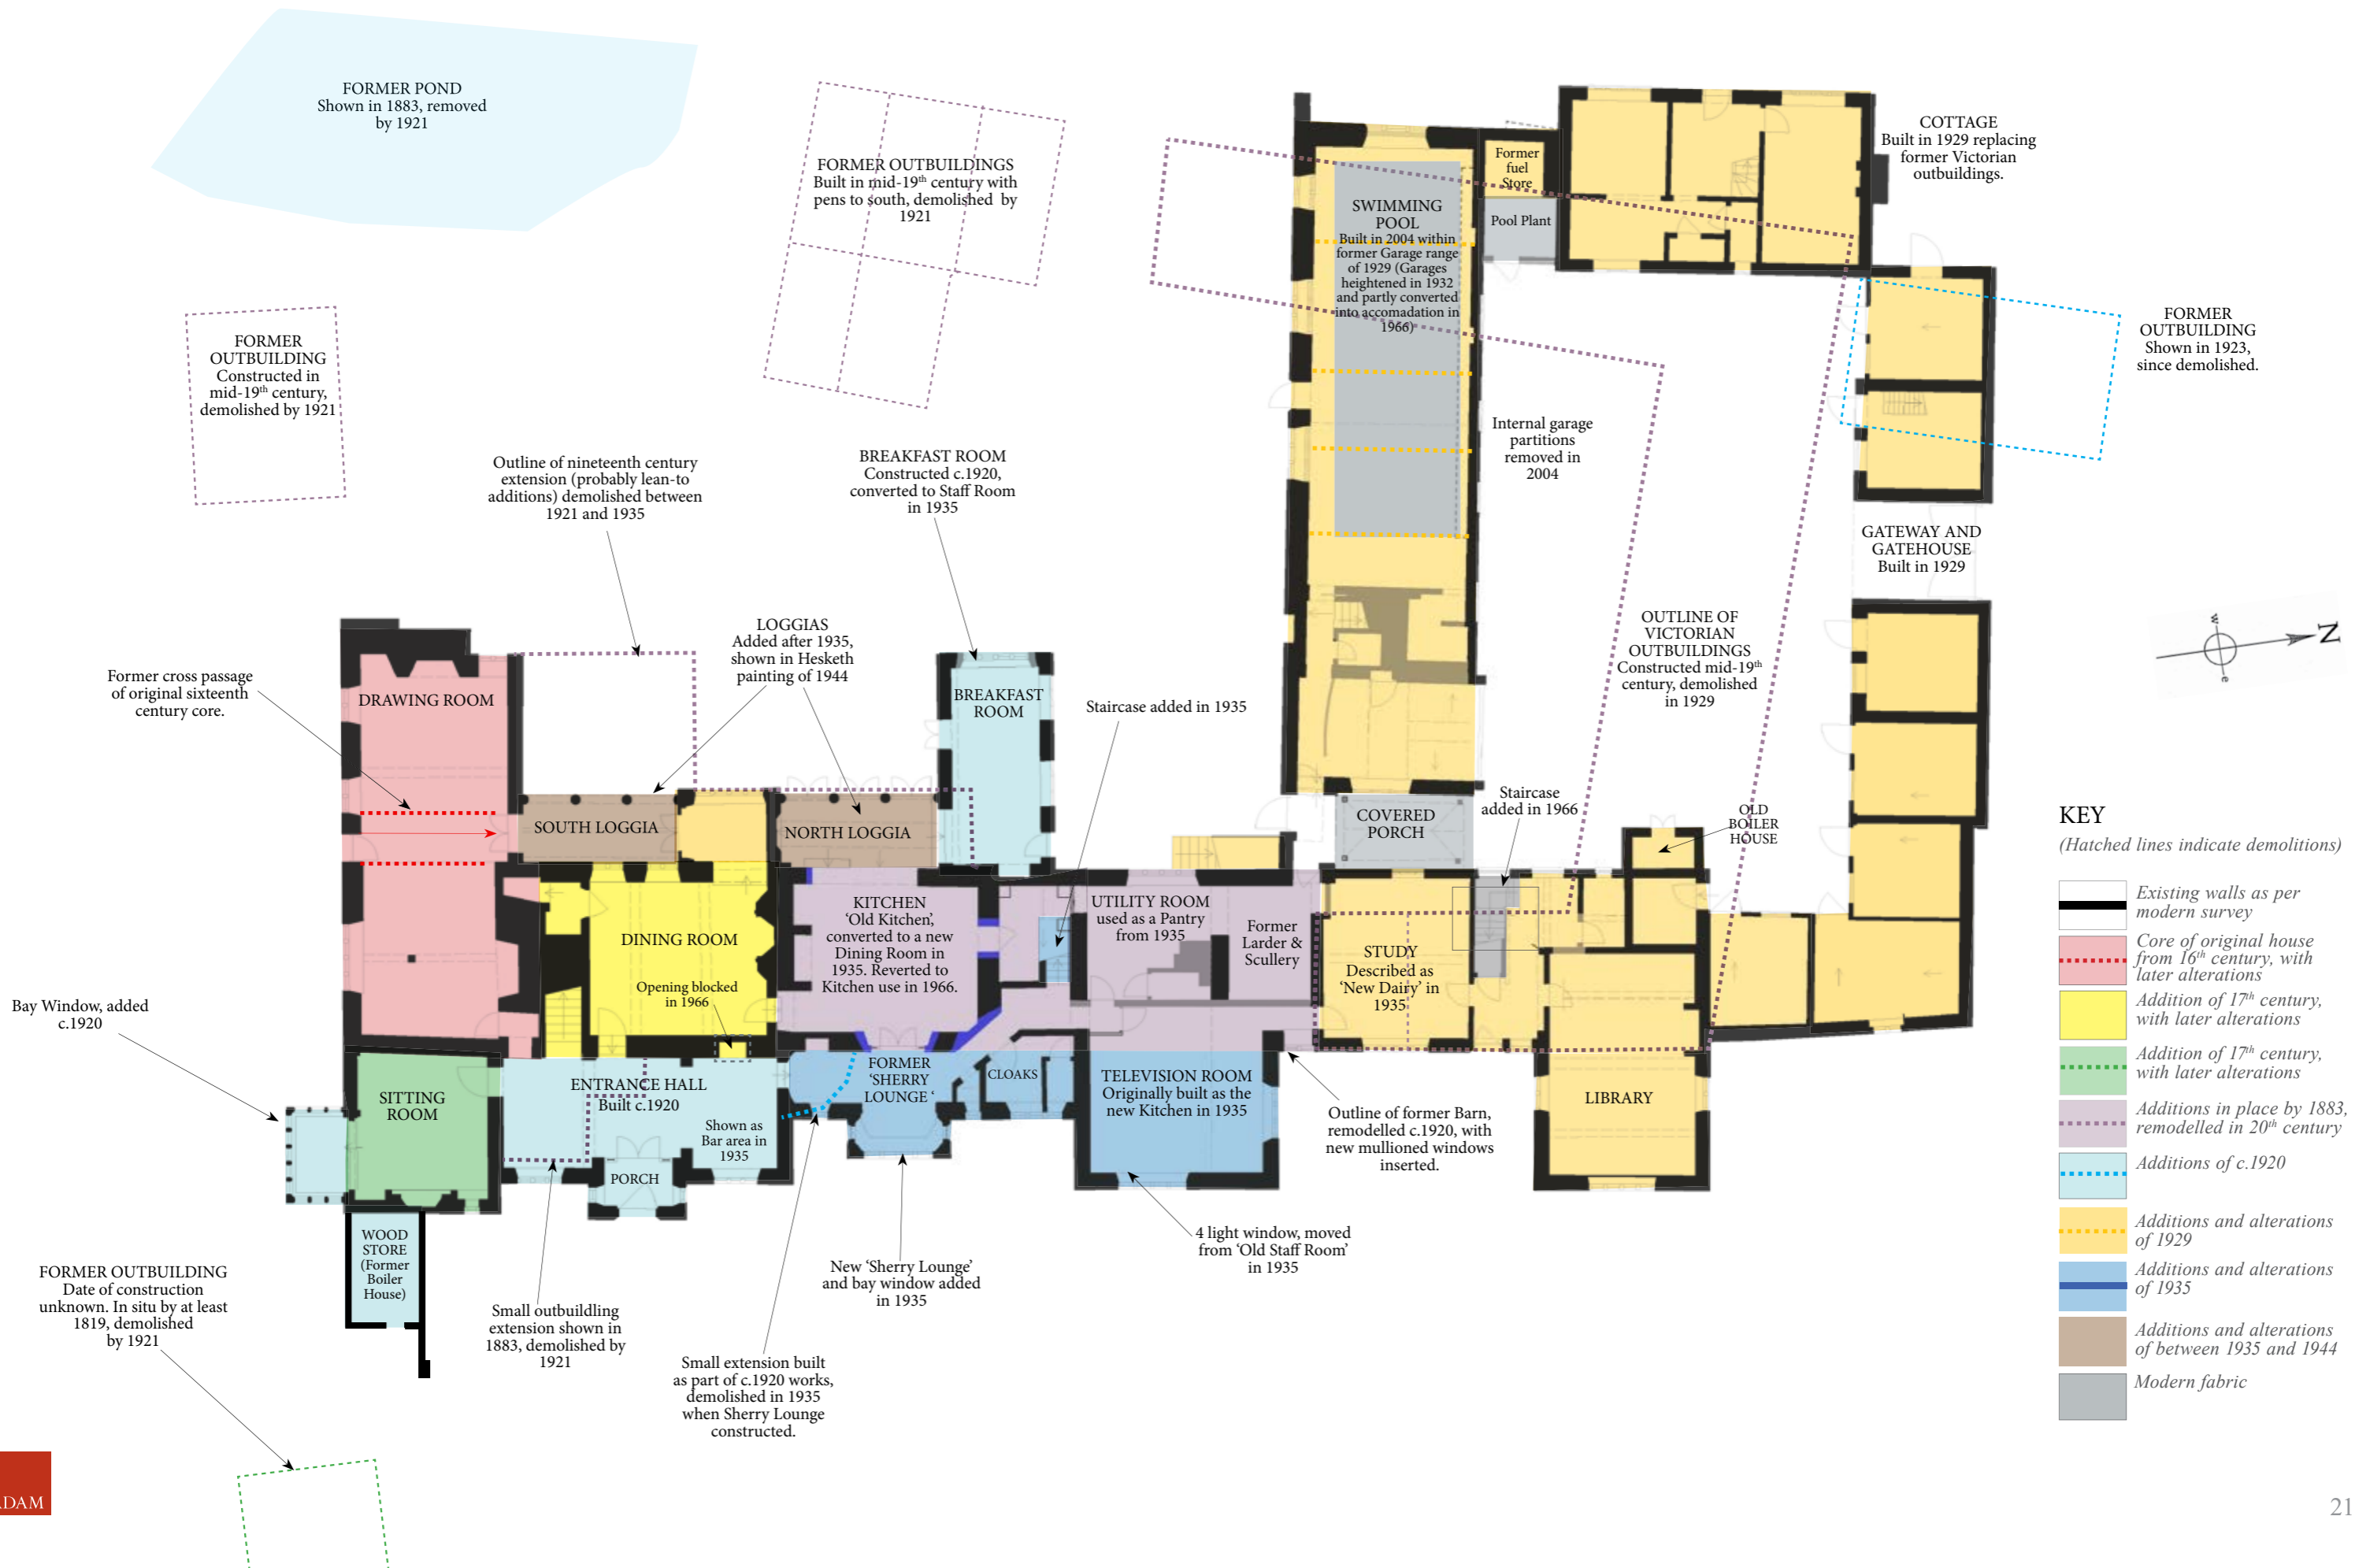 FORMER POND
Shown in 1883, removed
by 1921
FORMER OUTBUILDINGS
Built in mid-19th century with
pens to south, demolished by
1921
FORMER
OUTBUILDING
Constructed in
mid-19th century,
demolished by 1921
COTTAGE
Built in 1929 replacing
former Victorian
outbuildings.
Former
fuel
Store
Pool Plant
SWIMMING
POOL
Built in 2004 within
former Garage range
of 1929 (Garages
heightened in 1932
and partly converted
into accomadation in
1966)
FORMER
OUTBUILDING
Shown in 1923,
since demolished.
Internal garage
partitions
removed in
2004
GATEWAY AND
GATEHOUSE
Built in 1929
OUTLINE OF
VICTORIAN
OUTBUILDINGS
Constructed mid-19th
century, demolished
in 1929
Outline of nineteenth century
extension (probably lean-to
additions) demolished between
1921 and 1935
BREAKFAST ROOM
Constructed c.1920,
converted to Staff Room
in 1935
LOGGIAS
Added after 1935,
shown in Hesketh
painting of 1944
Former cross passage
of original sixteenth
century core.
DRAWING ROOM
BREAKFAST
ROOM
Staircase added in 1935
SOUTH LOGGIA
NORTH LOGGIA
COVERED
PORCH
Staircase
added in 1966
OLD
BOILER
HOUSE
W
N
e
DINING ROOM
Opening blocked
in 1966
KITCHEN
‘Old Kitchen’,
converted to a new
Dining Room in
1935. Reverted to
Kitchen use in 1966.
UTILITY ROOM
used as a Pantry
from 1935
Former
Larder &
Scullery
STUDY
Described as
‘New Dairy’ in
1935
Bay Window, added
c.1920
SITTING
ROOM
ENTRANCE HALL
Built c.1920
Shown as
Bar area in
1935
PORCH
FORMER
‘SHERRY
LOUNGE ‘
CLOAKS
TELEVISION ROOM
Originally built as the
new Kitchen in 1935
LIBRARY
Outline of former Barn,
remodelled c.1920, with
new mullioned windows
inserted.
WOOD
STORE
(Former
Boiler
House)
4 light window, moved
from ‘Old Staff Room’
in 1935
New ‘Sherry Lounge’
and bay window added
in 1935
Small outbuildling
extension shown in
1883, demolished by
1921
Small extension built
as part of c.1920 works,
demolished in 1935
when Sherry Lounge
constructed.
FORMER OUTBUILDING
Date of construction
unknown. In situ by at least
1819, demolished
by 1921
KEY
(Hatched lines indicate demolitions)
Existing walls as per
modern survey
Core of original house
from 16th century, with
later alterations
Addition of 17th century,
with later alterations
Addition of 17th century,
with later alterations
Additions in place by 1883,
remodelled in 20th century
Additions of c.1920
Additions and alterations
of 1929
Additions and alterations
of 1935
Additions and alterations
of between 1935 and 1944
Modern fabric
ADAM
21